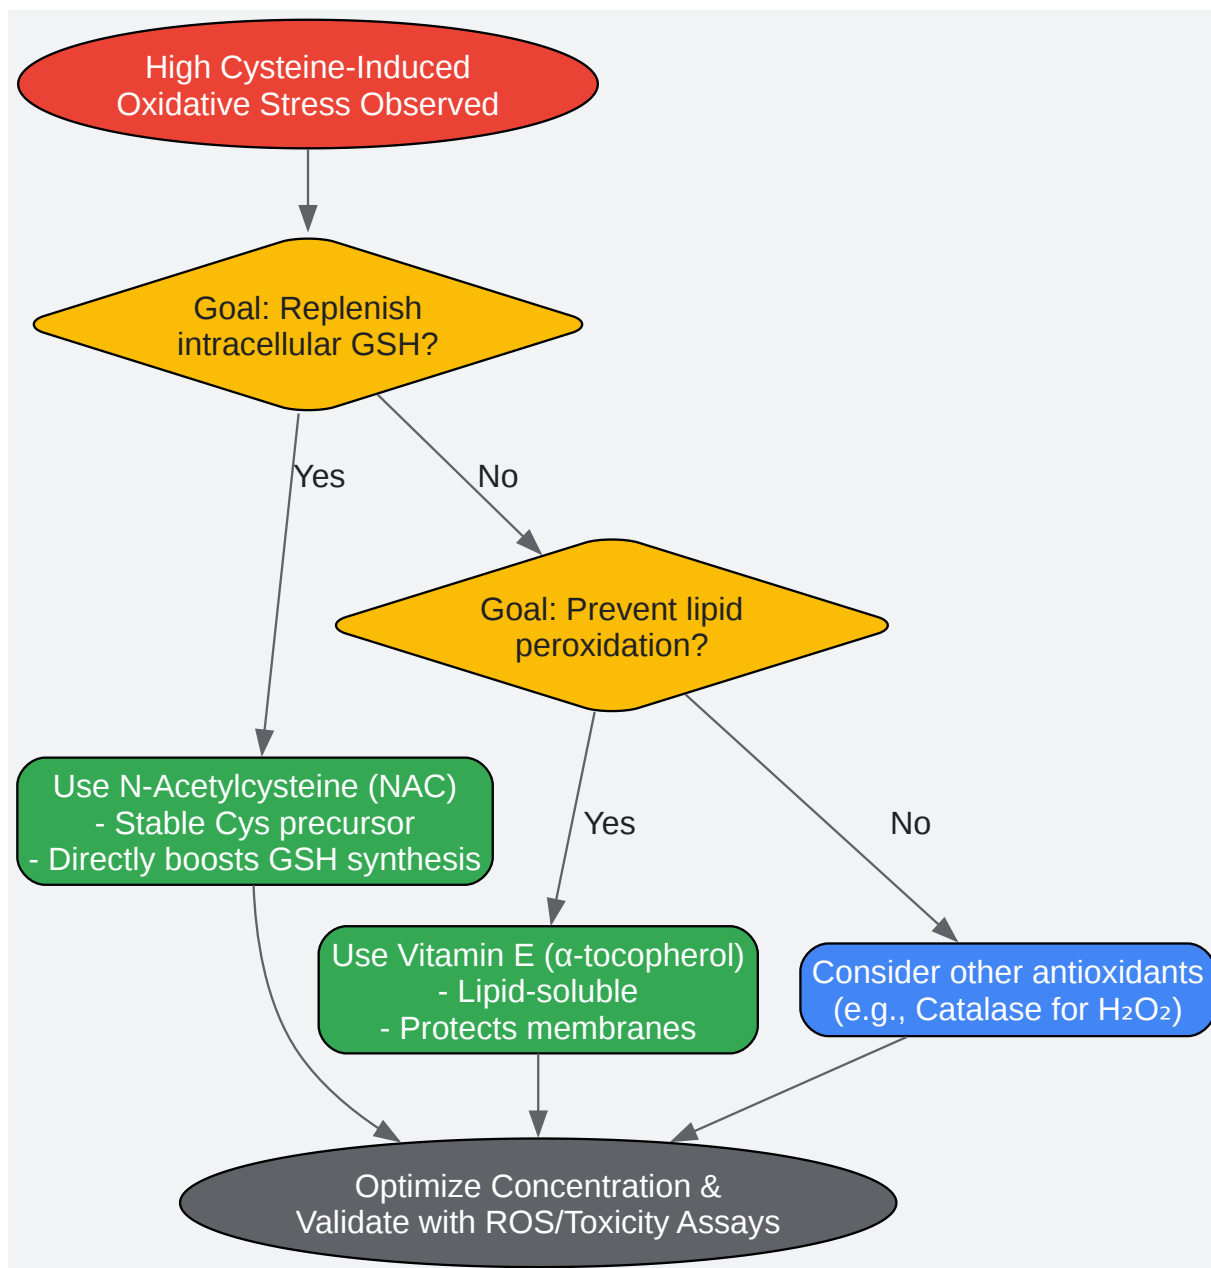 High Cysteine-Induced
Oxidative Stress Observed
Goal: Replenish
intracellular GSH?
Yes
No
Goal: Prevent lipid
peroxidation?
Use N-Acetylcysteine (NAC)
- Stable Cys precursor
- Directly boosts GSH synthesis
Yes
No
Use Vitamin E (α-tocopherol)
- Lipid-soluble
- Protects membranes
Consider other antioxidants
(e.g., Catalase for H₂O₂)
Optimize Concentration &
Validate with ROS/Toxicity Assays